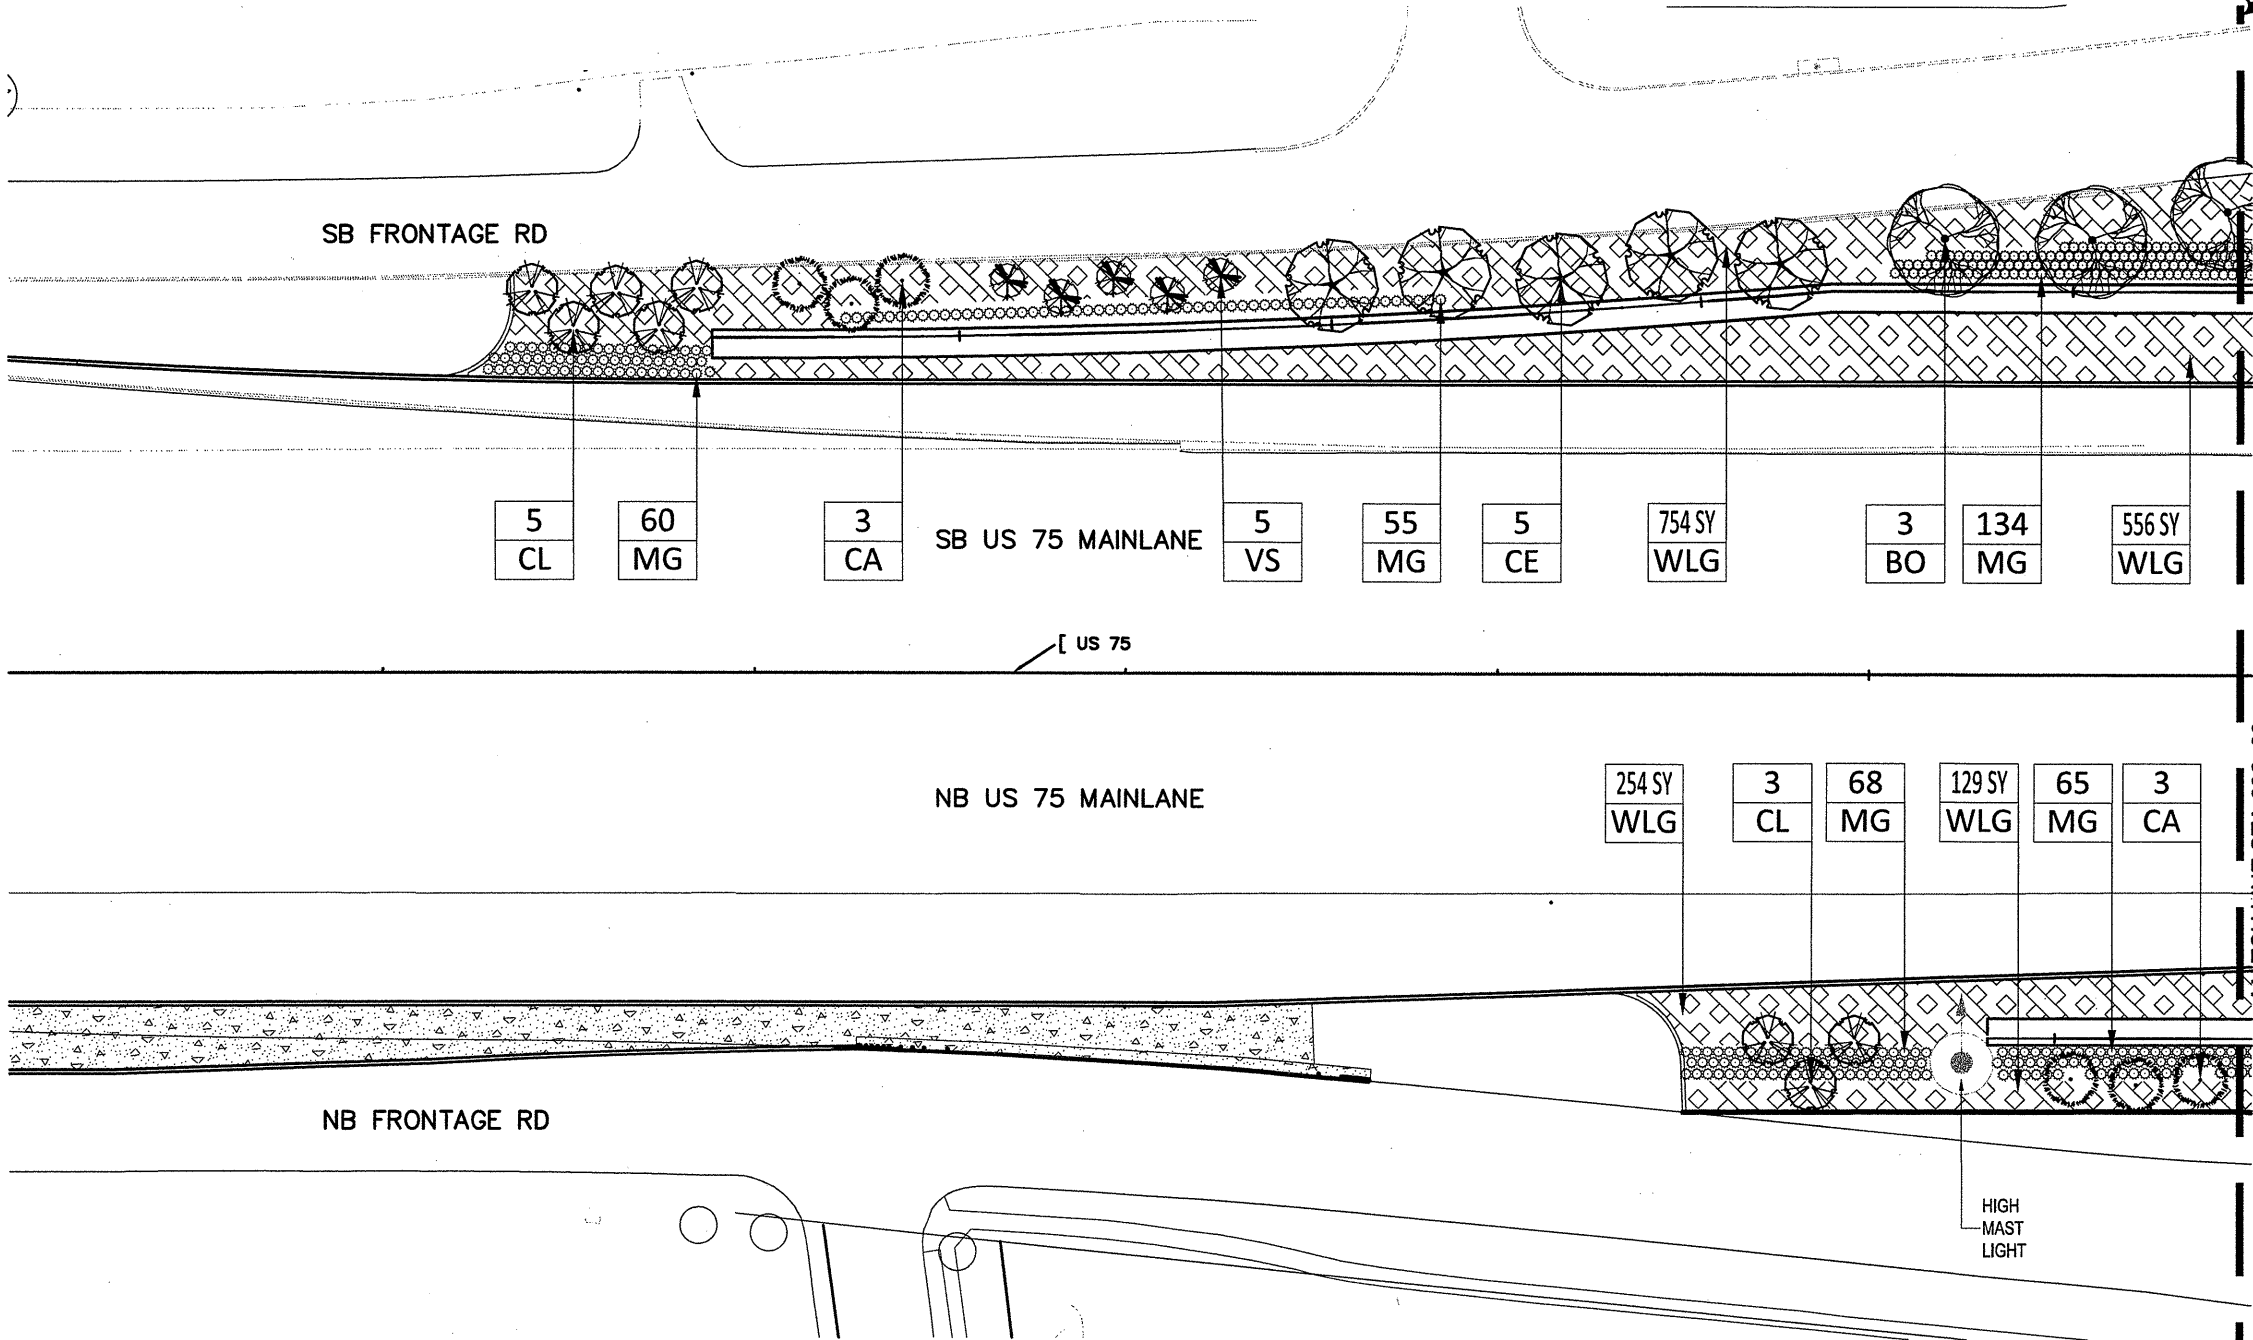 SB FRONTAGE RD
5
CL
60
MG
3
CA
SB US 75 MAINLANE
5
VS
55
MG
5
CE
754 SY
WLG
3
BO
134
MG
556 SY
WLG
[ US 75
NB US 75 MAINLANE
254 SY
WLG
3
CL
68
MG
129 SY
WLG
65
MG
3
CA
NB FRONTAGE RD
HIGH
MAST
LIGHT